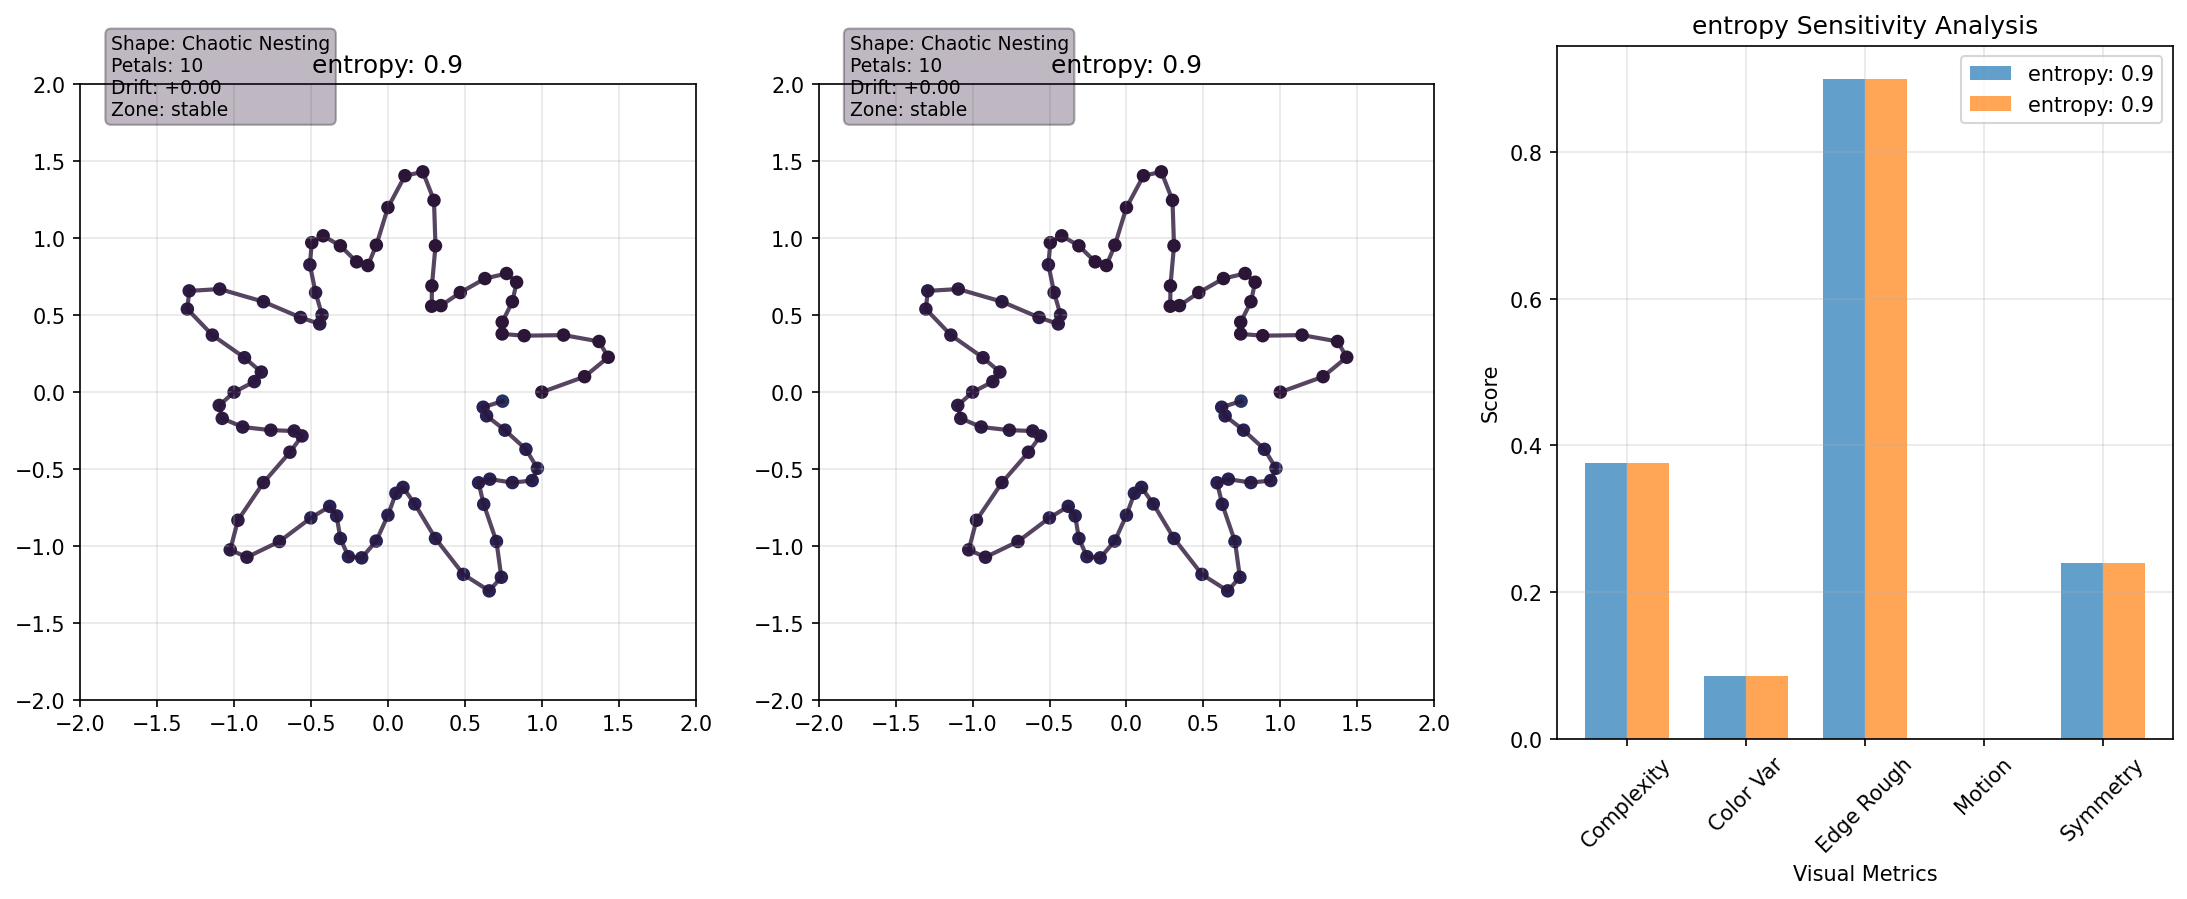 Shape: Chaotic Nesting
Petals: 10
Drift: +0.00
Zone: stable
entropy: 0.9
2.0
1.5
1.0
0.5
0.0
−0.5
−1.0
−1.5
−2.0
−2.0 −1.5 −1.0 −0.5 0.0 0.5 1.0 1.5 2.0
Shape: Chaotic Nesting
Petals: 10
Drift: +0.00
Zone: stable
entropy: 0.9
2.0
1.5
1.0
0.5
0.0
−0.5
−1.0
−1.5
−2.0
−2.0 −1.5 −1.0 −0.5 0.0 0.5 1.0 1.5 2.0
entropy Sensitivity Analysis
entropy: 0.9
entropy: 0.9
Score
0.8
0.6
0.4
0.2
0.0
Complexity
Color Var
Edge Rough
Motion
Symmetry
Visual Metrics